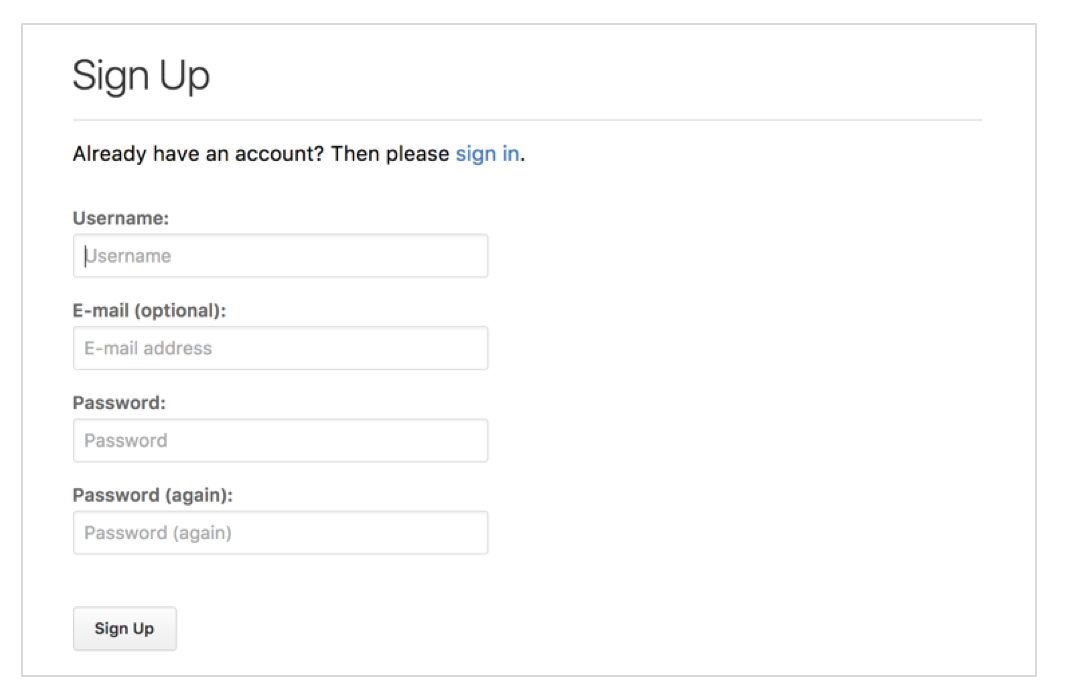 Sign Up
Already have an account? Then please sign in.
Username:
Username
E-mail (optional):
E-mail address
Password:
Password
Password (again):
Password (again)
Sign Up